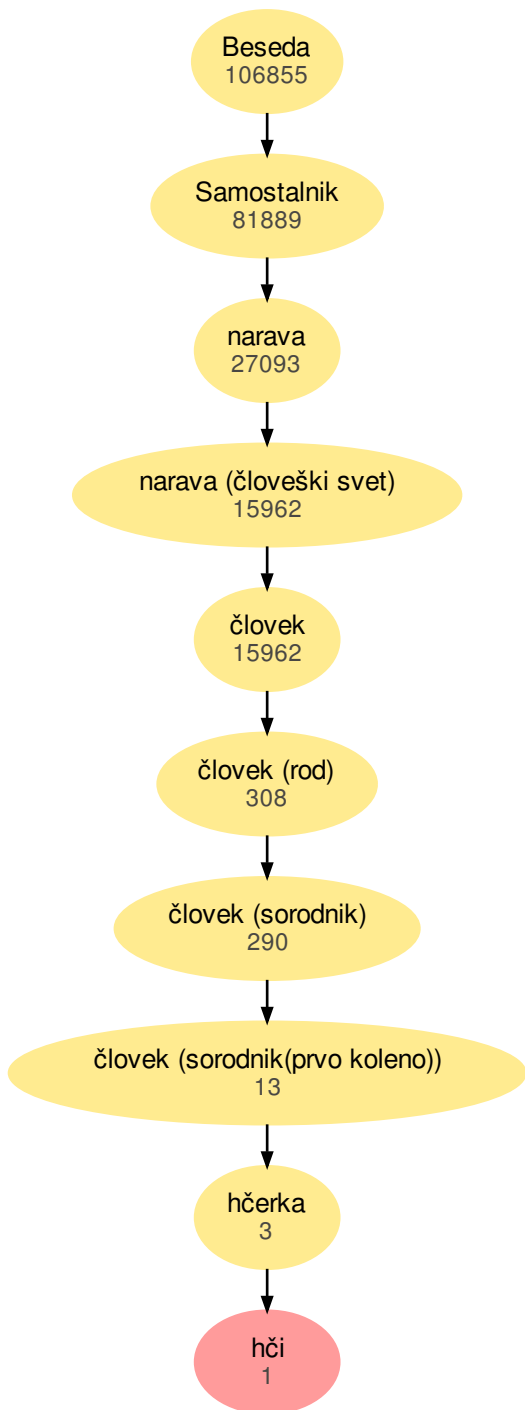 Beseda
106855
Samostalnik
81889
narava
27093
narava (človeški svet)
15962
človek
15962
človek (rod)
308
človek (sorodnik)
290
človek (sorodnik(prvo koleno))
13
hčerka
3
hči
1